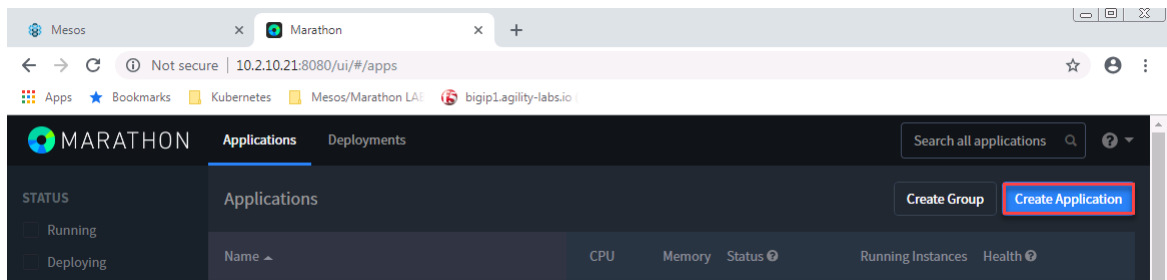 Mesos Marathon
Not secure | 10.2.10.21:8080/ui/#/apps
Apps Bookmarks Kubernetes Mesos/Marathon LAB bigip1.agility-labs.io
MARATHON Applications Deployments Search all applications
STATUS Applications Create Group Create Application
Running
Deploying Name CPU Memory Status Running Instances Health